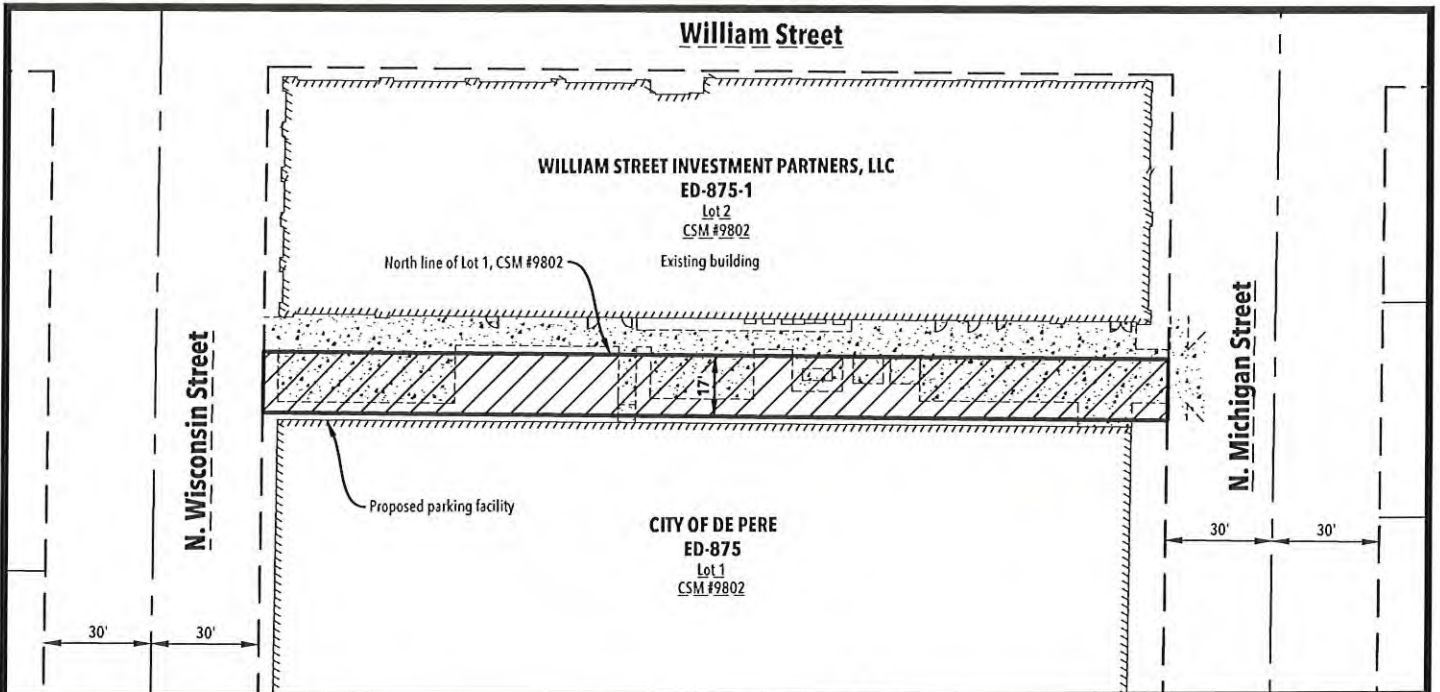 William Street
WILLIAM STREET INVESTMENT PARTNERS, LLC
ED-875-1
Lot 2
CSM #9802
North line of Lot 1, CSM #9802
Existing building
N. Wisconsin Street
17'
N. Michigan Street
Proposed parking facility
CITY OF DE PERE
ED-875
Lot 1
CSM #9802
30'
30'
30'
30'